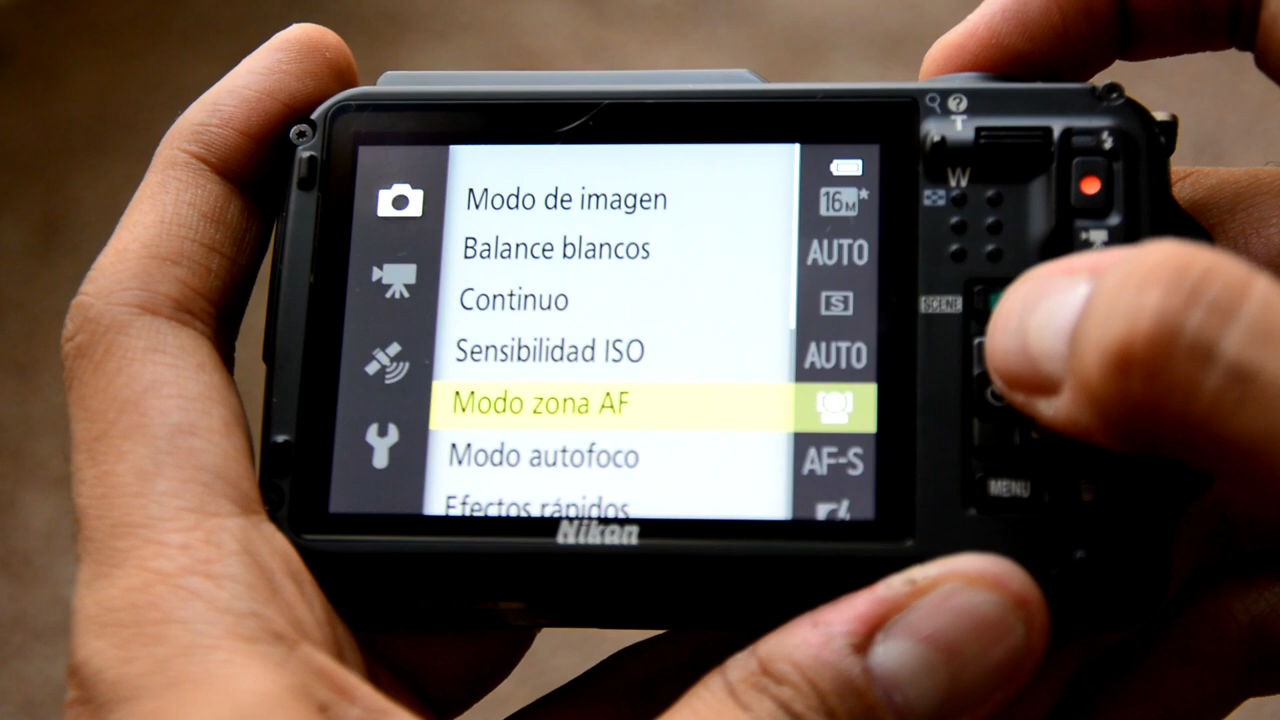 T
W
SCENE
MENU
Modo de imagen 16M★
Balance blancos AUTO
Continuo S
Sensibilidad ISO AUTO
Modo zona AF
Modo autofoco AF-S
Efectos rápidos
Nikon